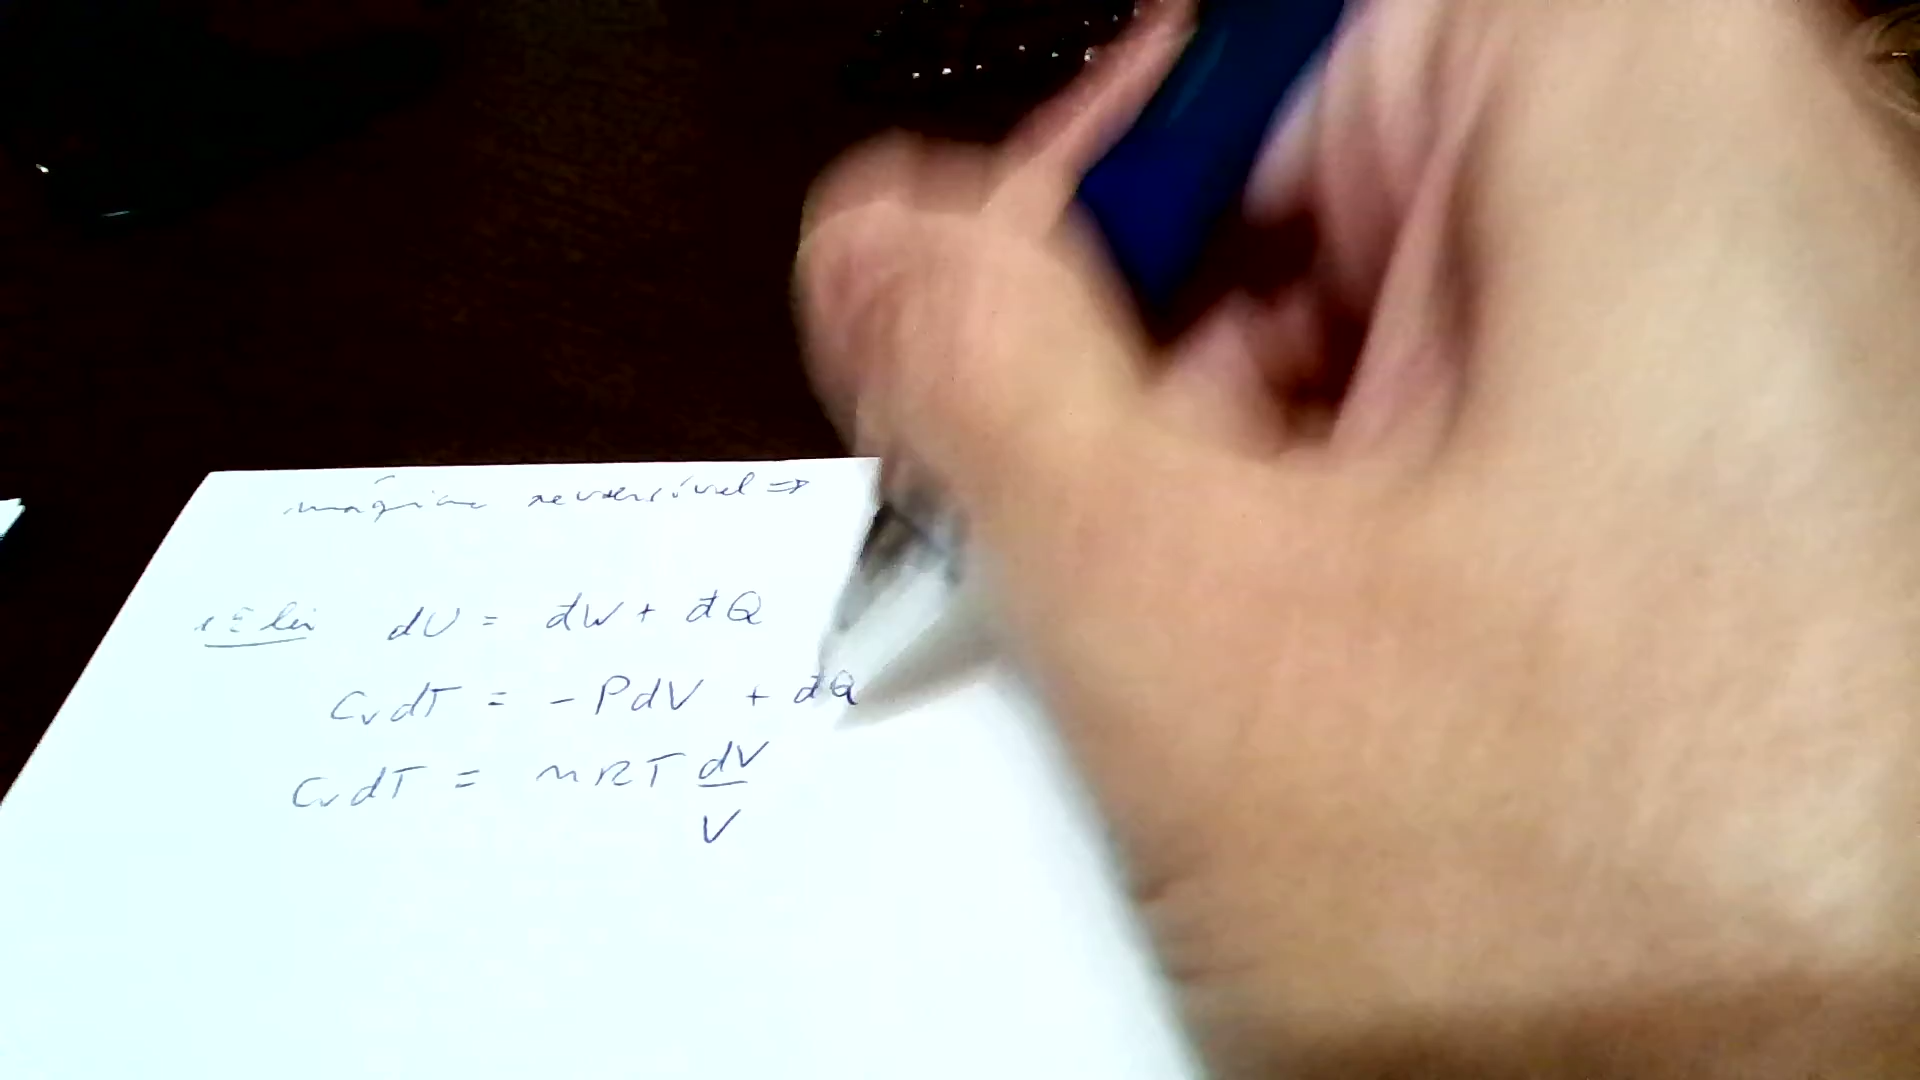 máquina reversível ⇒
1ª lei dU = đW + đQ
CvdT = - PdV + đQ
CvdT = nRT dV/V